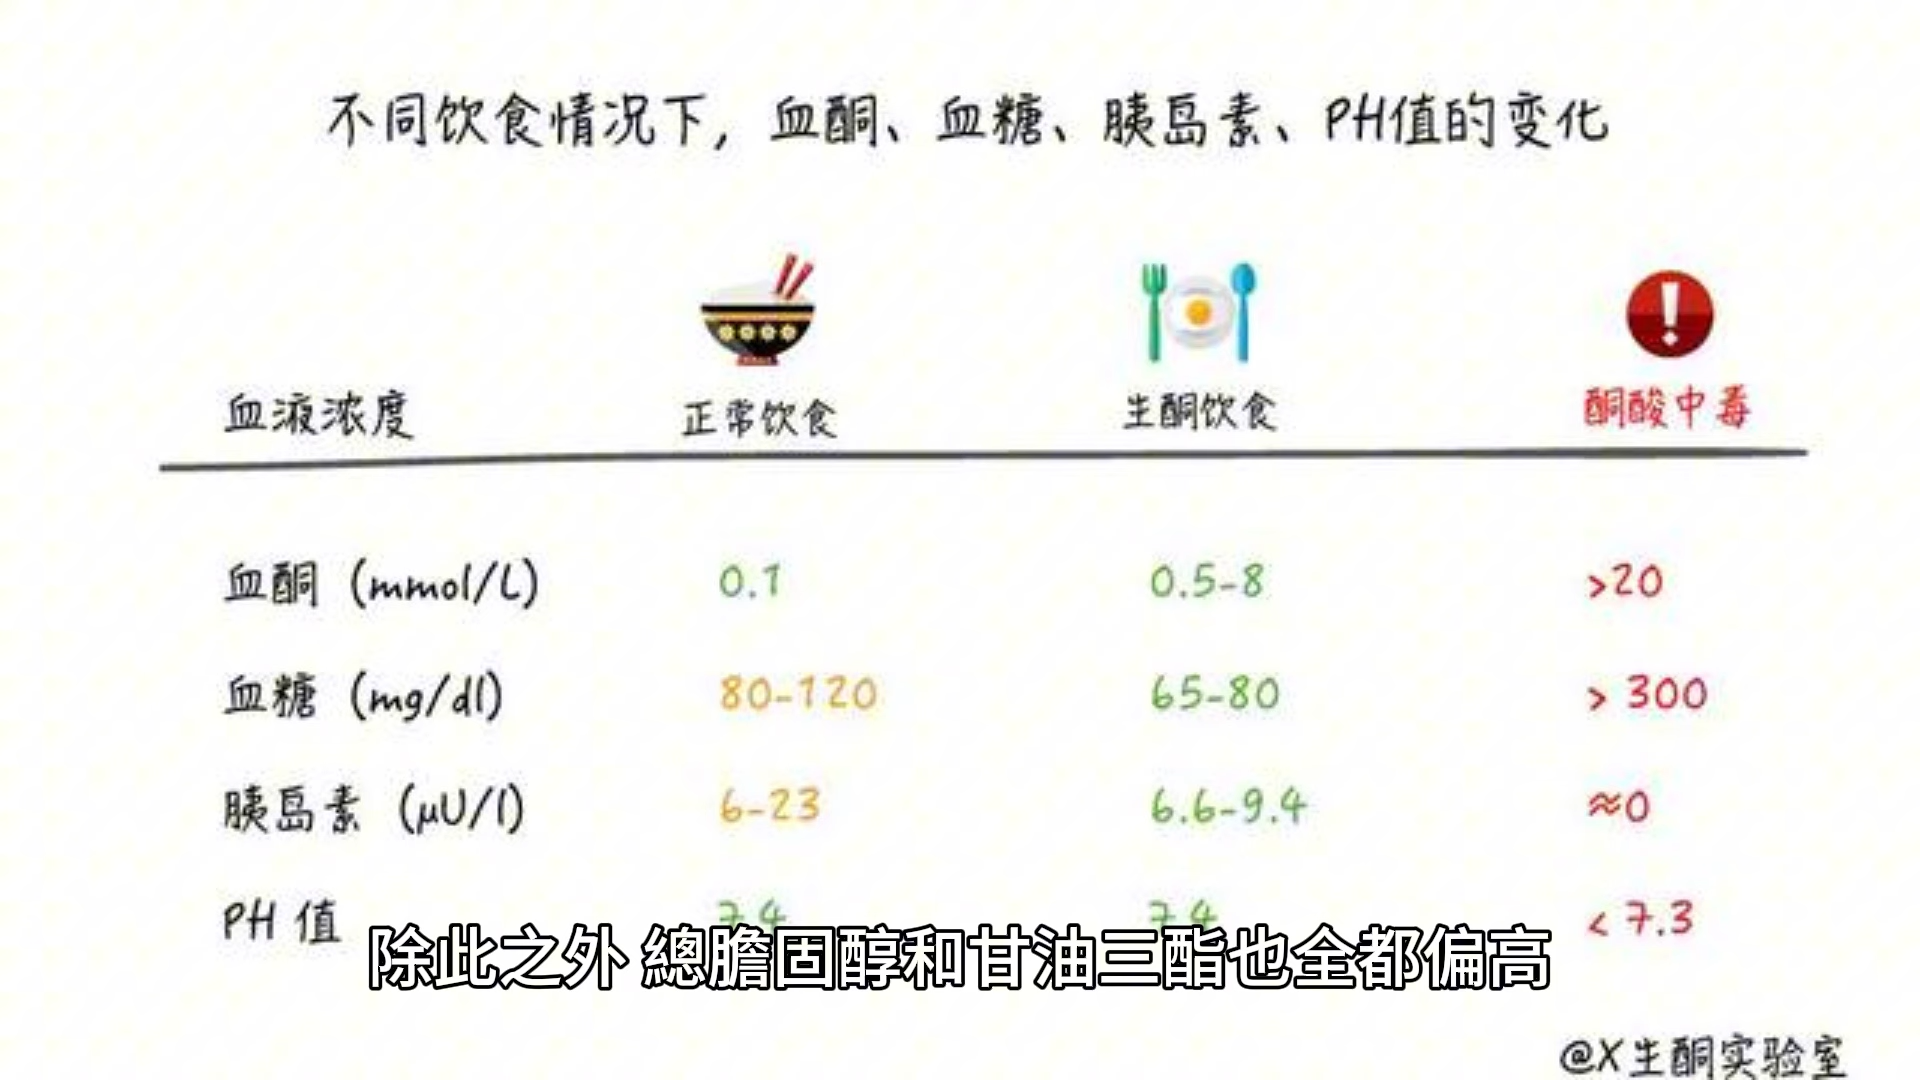 不同饮食情况下，血酮、血糖、胰岛素、PH值的变化
血液浓度 正常饮食 生酮饮食 酮酸中毒
血酮（mmol/L） 0.1 0.5-8 >20
血糖（mg/dl） 80-120 65-80 > 300
胰岛素（μU/l） 6-23 6.6-9.4 ≈0
PH 值 7.4 7.4 < 7.3
除此之外 總膽固醇和甘油三酯也全都偏高
@X生酮实验室